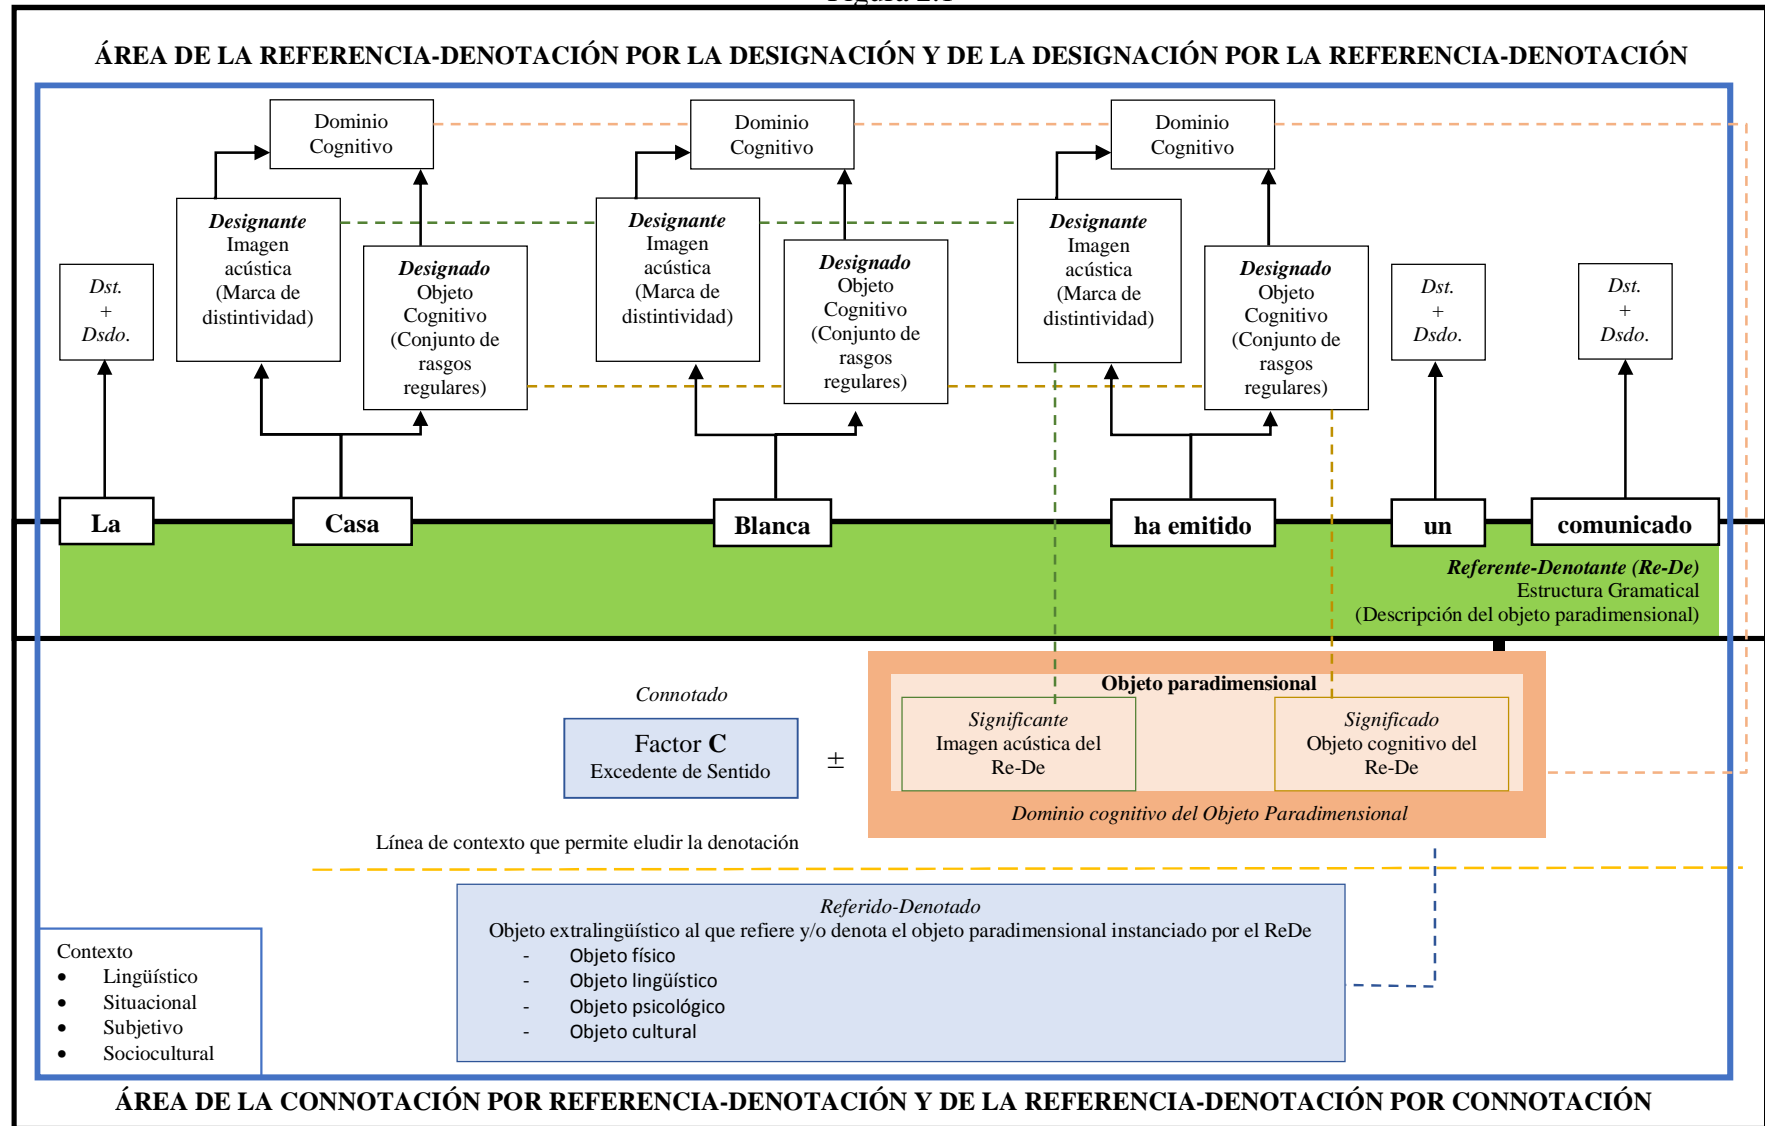 Figura 2.1
ÁREA DE LA REFERENCIA-DENOTACIÓN POR LA DESIGNACIÓN Y DE LA DESIGNACIÓN POR LA REFERENCIA-DENOTACIÓN
Dominio
Cognitivo
Dominio
Cognitivo
Dominio
Cognitivo
Dst.
+
Dsdo.
Designante
Imagen
acústica
(Marca de
distintividad)
Designado
Objeto
Cognitivo
(Conjunto de
rasgos
regulares)
Designante
Imagen
acústica
(Marca de
distintividad)
Designado
Objeto
Cognitivo
(Conjunto de
rasgos
regulares)
Designante
Imagen
acústica
(Marca de
distintividad)
Designado
Objeto
Cognitivo
(Conjunto de
rasgos
regulares)
Dst.
+
Dsdo.
Dst.
+
Dsdo.
La
Casa
Blanca
ha emitido
un
comunicado
Referente-Denotante (Re-De)
Estructura Gramatical
(Descripción del objeto paradimensional)
Connotado
Factor C
Excedente de Sentido
±
Objeto paradimensional
Significante
Imagen acústica del
Re-De
Significado
Objeto cognitivo del
Re-De
Dominio cognitivo del Objeto Paradimensional
Línea de contexto que permite eludir la denotación
Referido-Denotado
Objeto extralingüístico al que refiere y/o denota el objeto paradimensional instanciado por el ReDe
- Objeto físico
- Objeto lingüístico
- Objeto psicológico
- Objeto cultural
Contexto
• Lingüístico
• Situacional
• Subjetivo
• Sociocultural
ÁREA DE LA CONNOTACIÓN POR REFERENCIA-DENOTACIÓN Y DE LA REFERENCIA-DENOTACIÓN POR CONNOTACIÓN